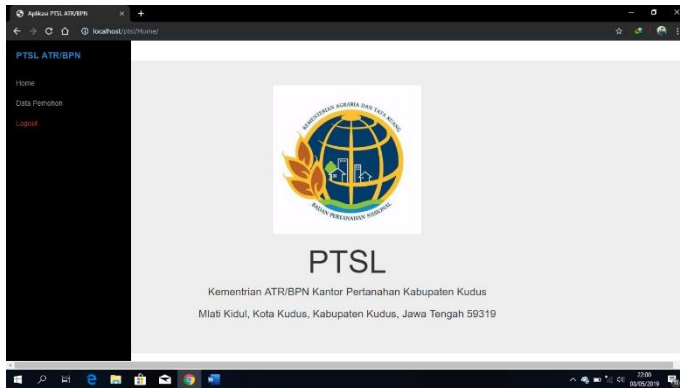 Aplikasi PTSL ATR/BPN
localhost/ptsl/Home/
PTSL ATR/BPN
Home
Data Pemohon
Logout
KEMENTERIAN AGRARIA DAN TATA RUANG
BADAN PERTANAHAN NASIONAL
PTSL
Kementrian ATR/BPN Kantor Pertanahan Kabupaten Kudus
Mlati Kidul, Kota Kudus, Kabupaten Kudus, Jawa Tengah 59319
22:00
03/05/2019